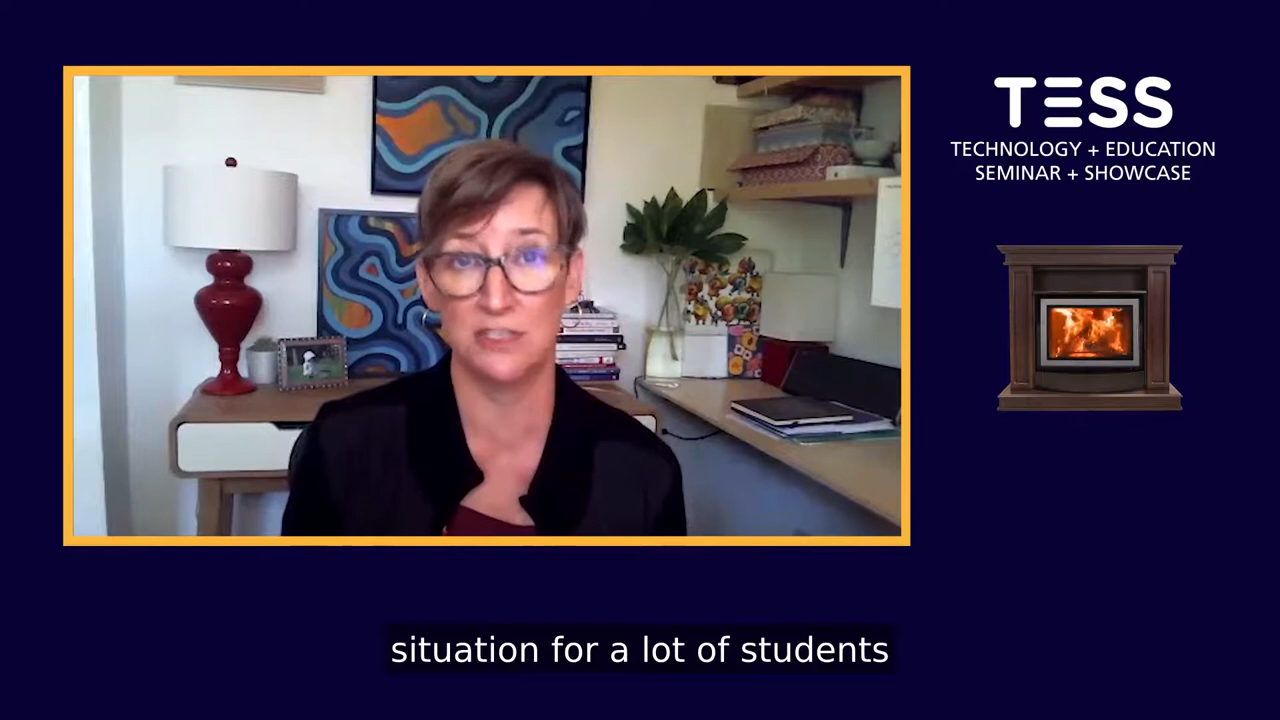 TESS
TECHNOLOGY + EDUCATION
SEMINAR + SHOWCASE
situation for a lot of students